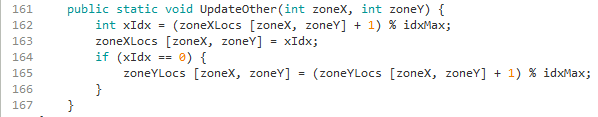 161 public static void UpdateOther(int zoneX, int zoneY) {
162 int xIdx = (zoneXLocs [zoneX, zoneY] + 1) % idxMax;
163 zoneXLocs [zoneX, zoneY] = xIdx;
164 if (xIdx == 0) {
165 zoneYLocs [zoneX, zoneY] = (zoneYLocs [zoneX, zoneY] + 1) % idxMax;
166 }
167 }